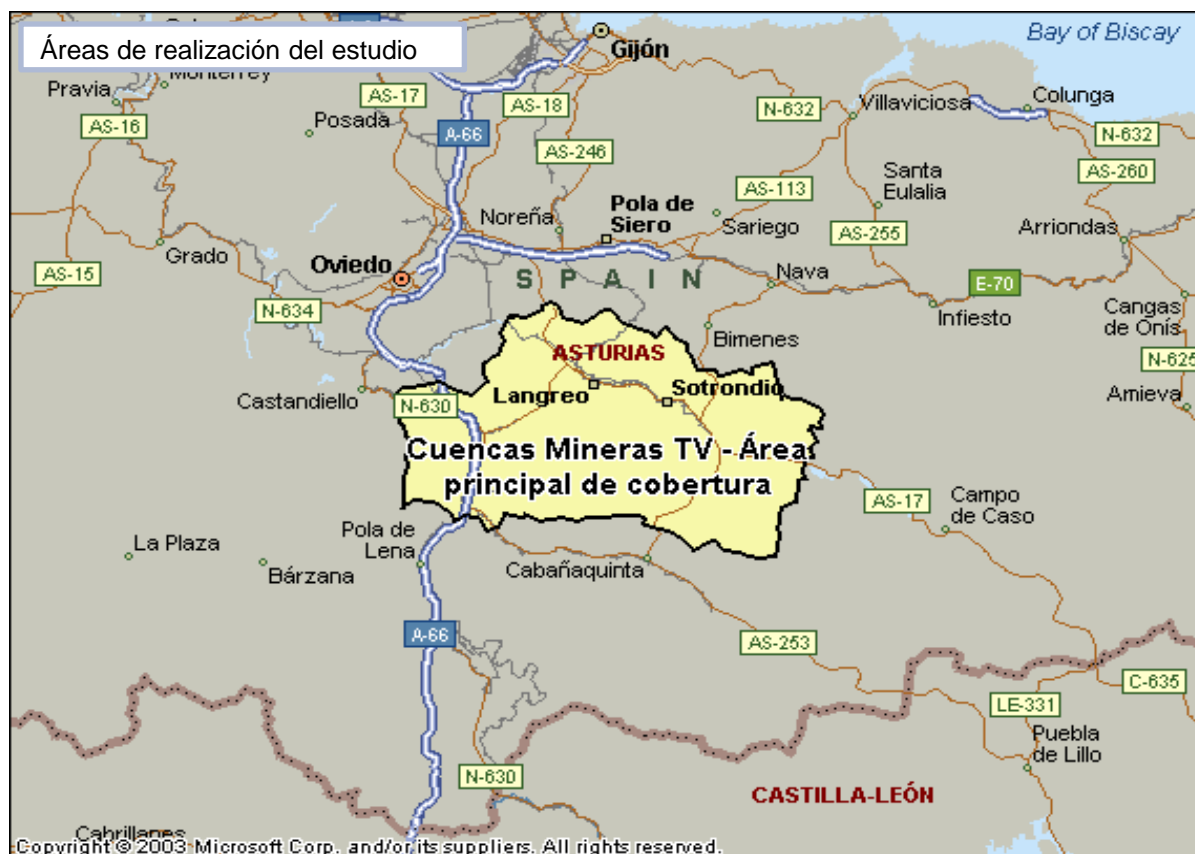 Áreas de realización del estudio
Bay of Biscay
Gijón
Monterrey
Pravia
AS-17
AS-18
N-632
Villaviciosa
Colunga
Posada
AS-16
A-66
N-632
AS-246
AS-260
Santa
Eulalia
AS-113
Pola de
Siero
Noreña
Sariego
AS-255
Arriondas
Grado
AS-15
Oviedo
SPAIN
Nava
E-70
N-634
Infiesto
Cangas
de Onís
Bimenes
ASTURIAS
N-625
Langreo
Sotrondio
Amieva
Castandiello
N-630
Cuencas Mineras TV - Área
principal de cobertura
AS-17
Campo
de Caso
Pola de
Lena
La Plaza
Bárzana
Cabañaquinta
A-66
AS-253
C-635
LE-331
Puebla
de Lillo
N-630
CASTILLA-LEÓN
Cabrillanes
Copyright © 2003 Microsoft Corp. and/or its suppliers. All rights reserved.